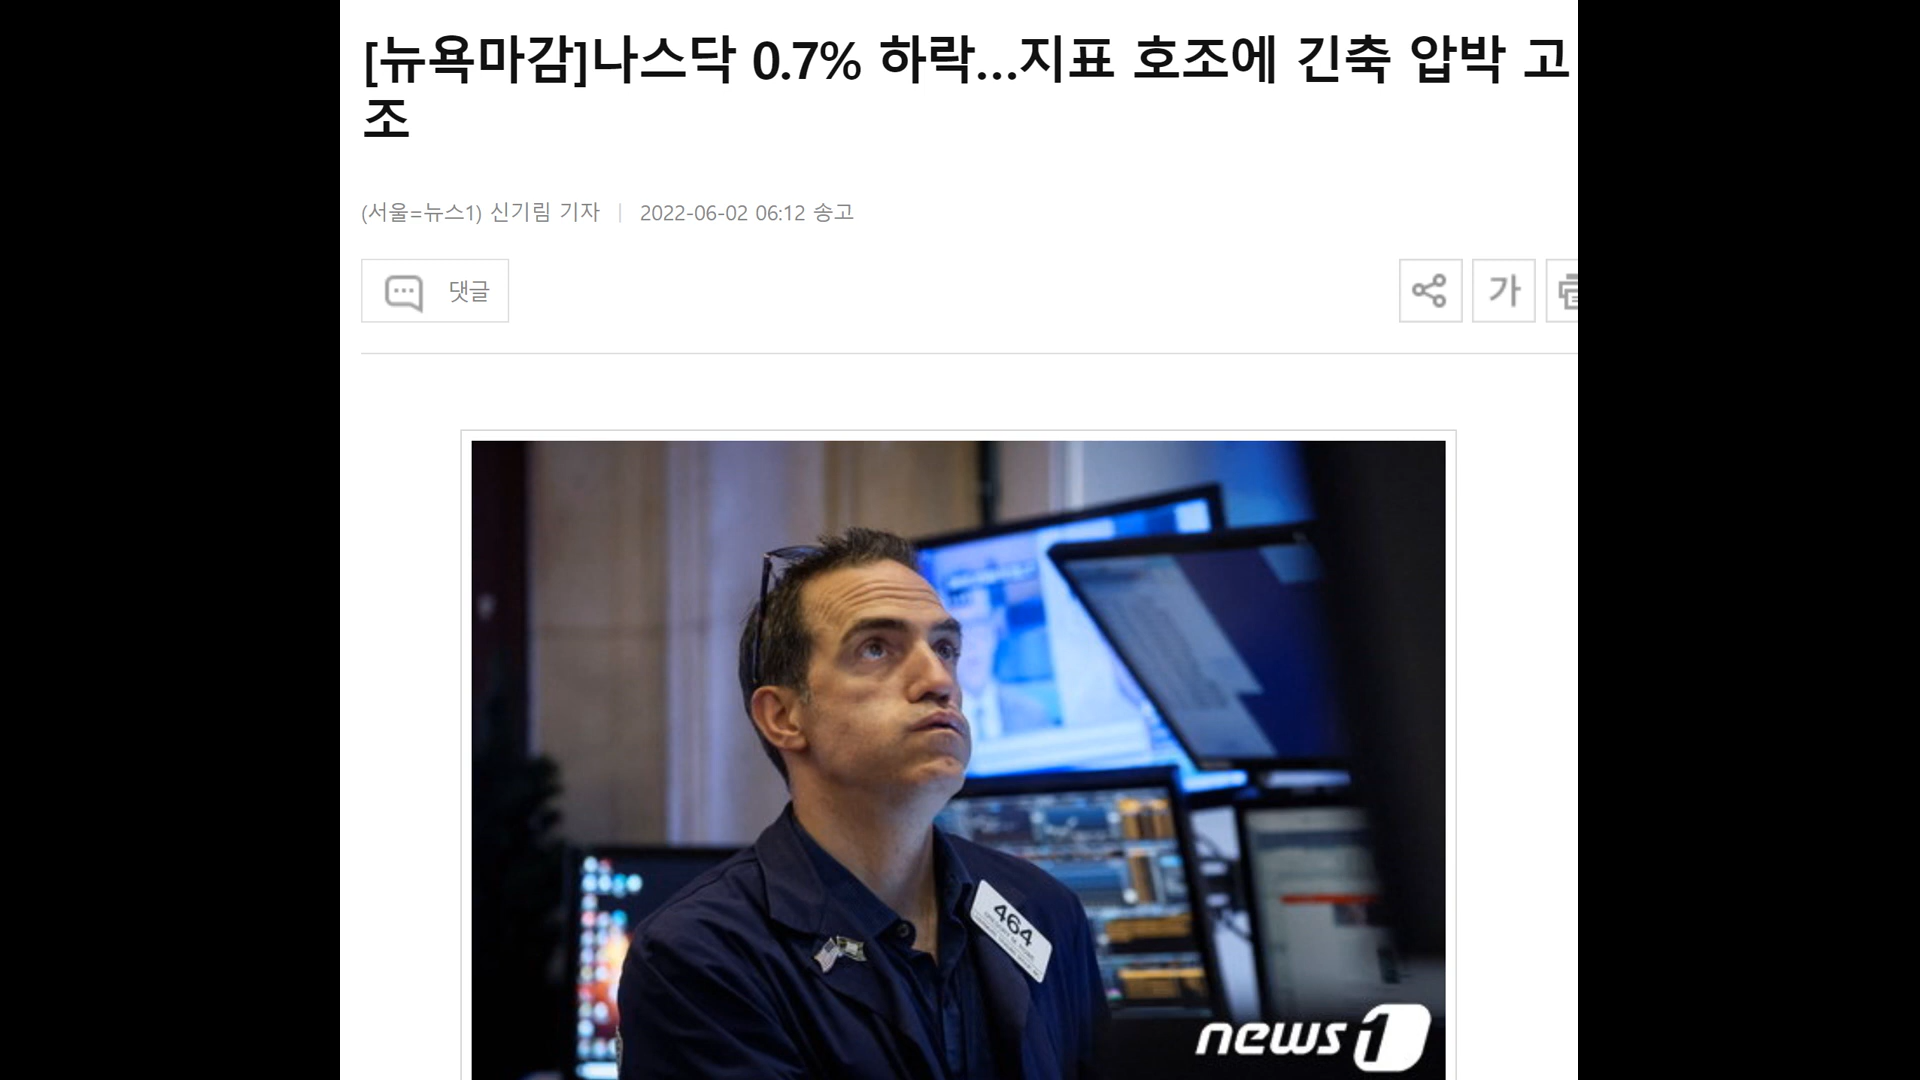 [뉴욕마감]나스닥 0.7% 하락...지표 호조에 긴축 압박 고
조
(서울=뉴스1) 신기림 기자 | 2022-06-02 06:12 송고
댓글
가
464
news1